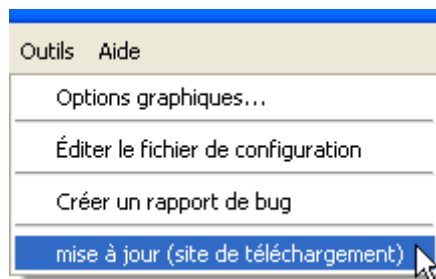 Outils Aide
Options graphiques...
Éditer le fichier de configuration
Créer un rapport de bug
mise à jour (site de téléchargement)